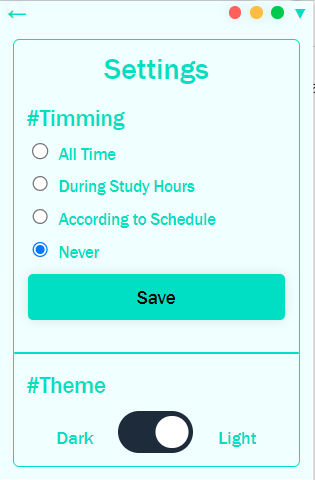 Settings
#Timming
All Time
During Study Hours
According to Schedule
Never
Save
#Theme
Dark Light